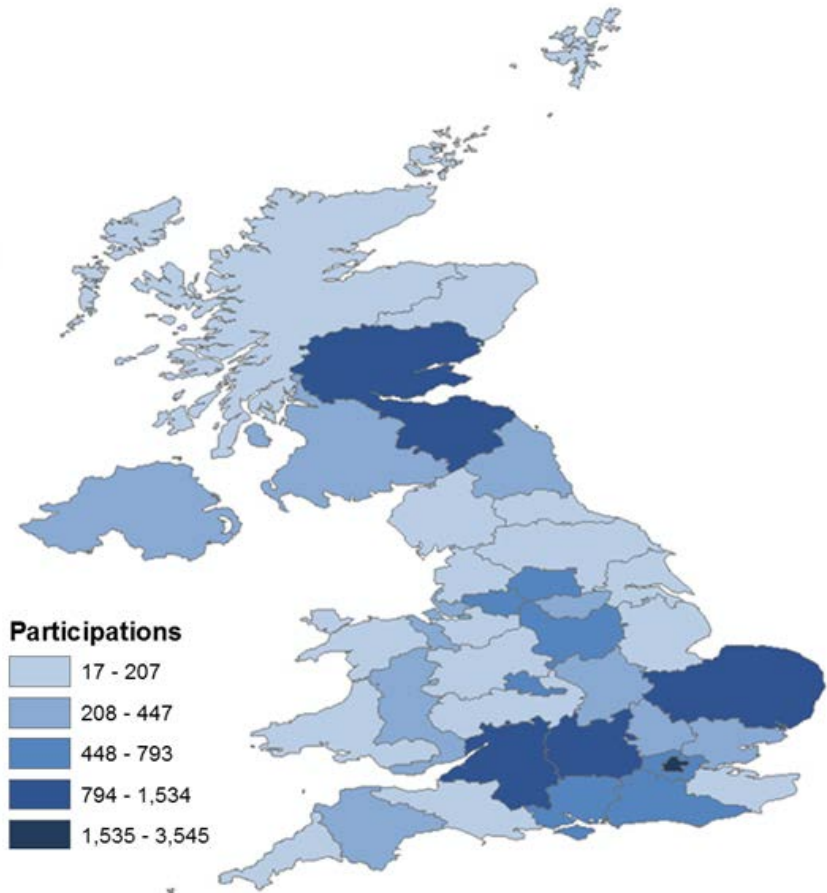 Participations
17 - 207
208 - 447
448 - 793
794 - 1,534
1,535 - 3,545